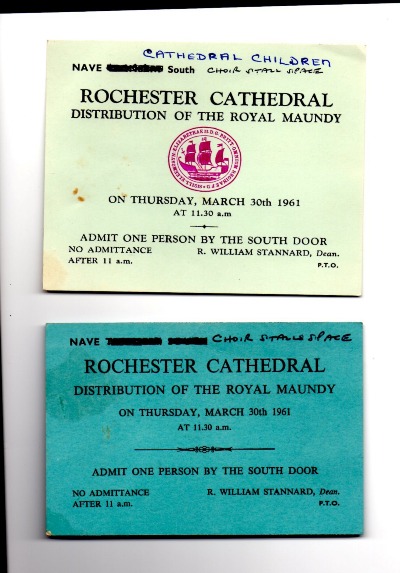 CATHEDRAL CHILDREN
NAVE South CHOIR STALL SPACE
ROCHESTER CATHEDRAL
DISTRIBUTION OF THE ROYAL MAUNDY
ON THURSDAY, MARCH 30th 1961
AT 11.30 a.m
ADMIT ONE PERSON BY THE SOUTH DOOR
NO ADMITTANCE R. WILLIAM STANNARD, Dean.
AFTER 11 a.m. P.T.O.
NAVE CHOIR STALLS SPACE
ROCHESTER CATHEDRAL
DISTRIBUTION OF THE ROYAL MAUNDY
ON THURSDAY, MARCH 30th 1961
AT 11.30 a.m.
ADMIT ONE PERSON BY THE SOUTH DOOR
NO ADMITTANCE R. WILLIAM STANNARD, Dean.
AFTER 11 a.m. P.T.O.